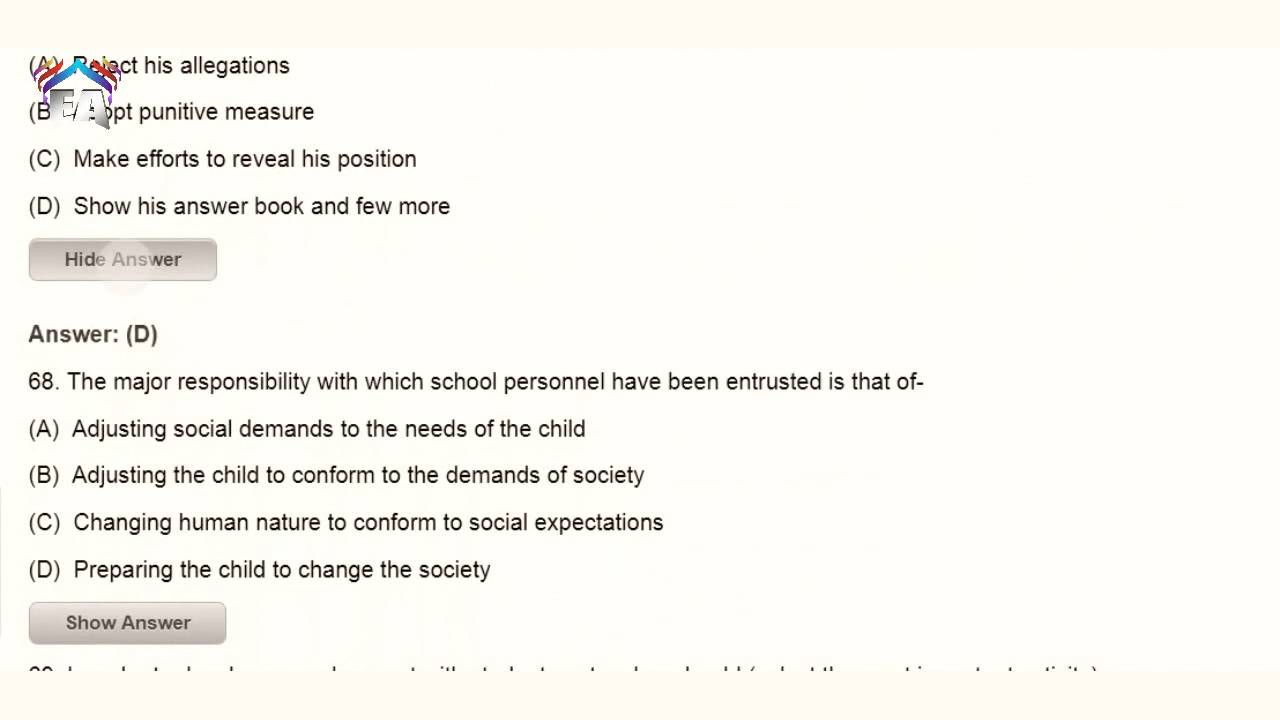 (A) Reject his allegations
(B) Adopt punitive measure
(C) Make efforts to reveal his position
(D) Show his answer book and few more
Hide Answer
Answer: (D)
68. The major responsibility with which school personnel have been entrusted is that of-
(A) Adjusting social demands to the needs of the child
(B) Adjusting the child to conform to the demands of society
(C) Changing human nature to conform to social expectations
(D) Preparing the child to change the society
Show Answer
EA